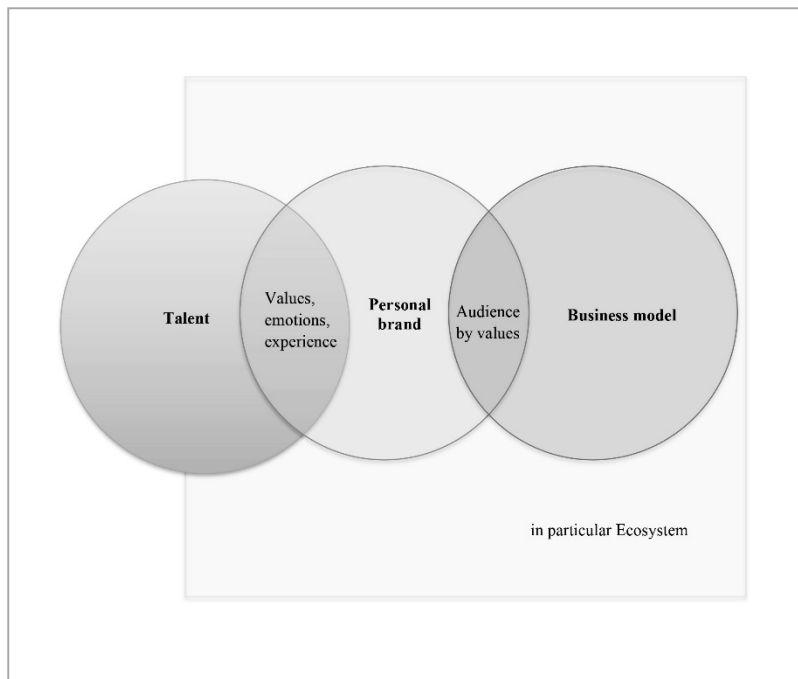 Talent
Values,
emotions,
experience
Personal
brand
Audience
by values
Business model
in particular Ecosystem